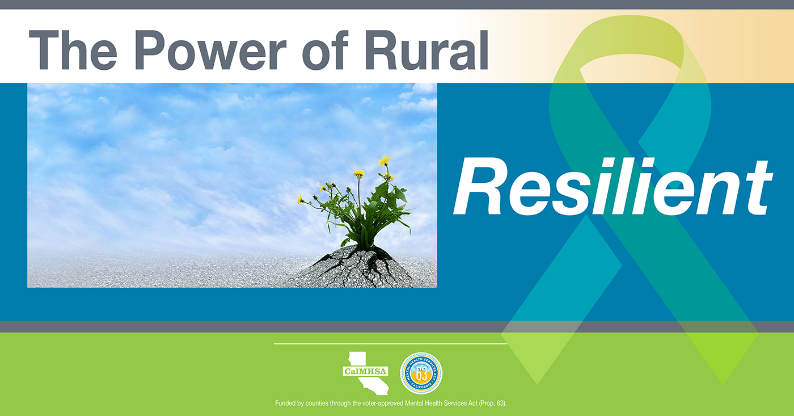 The Power of Rural
Resilient
CalMHSA
Funded by counties through the voter-approved Mental Health Services Act (Prop. 63).